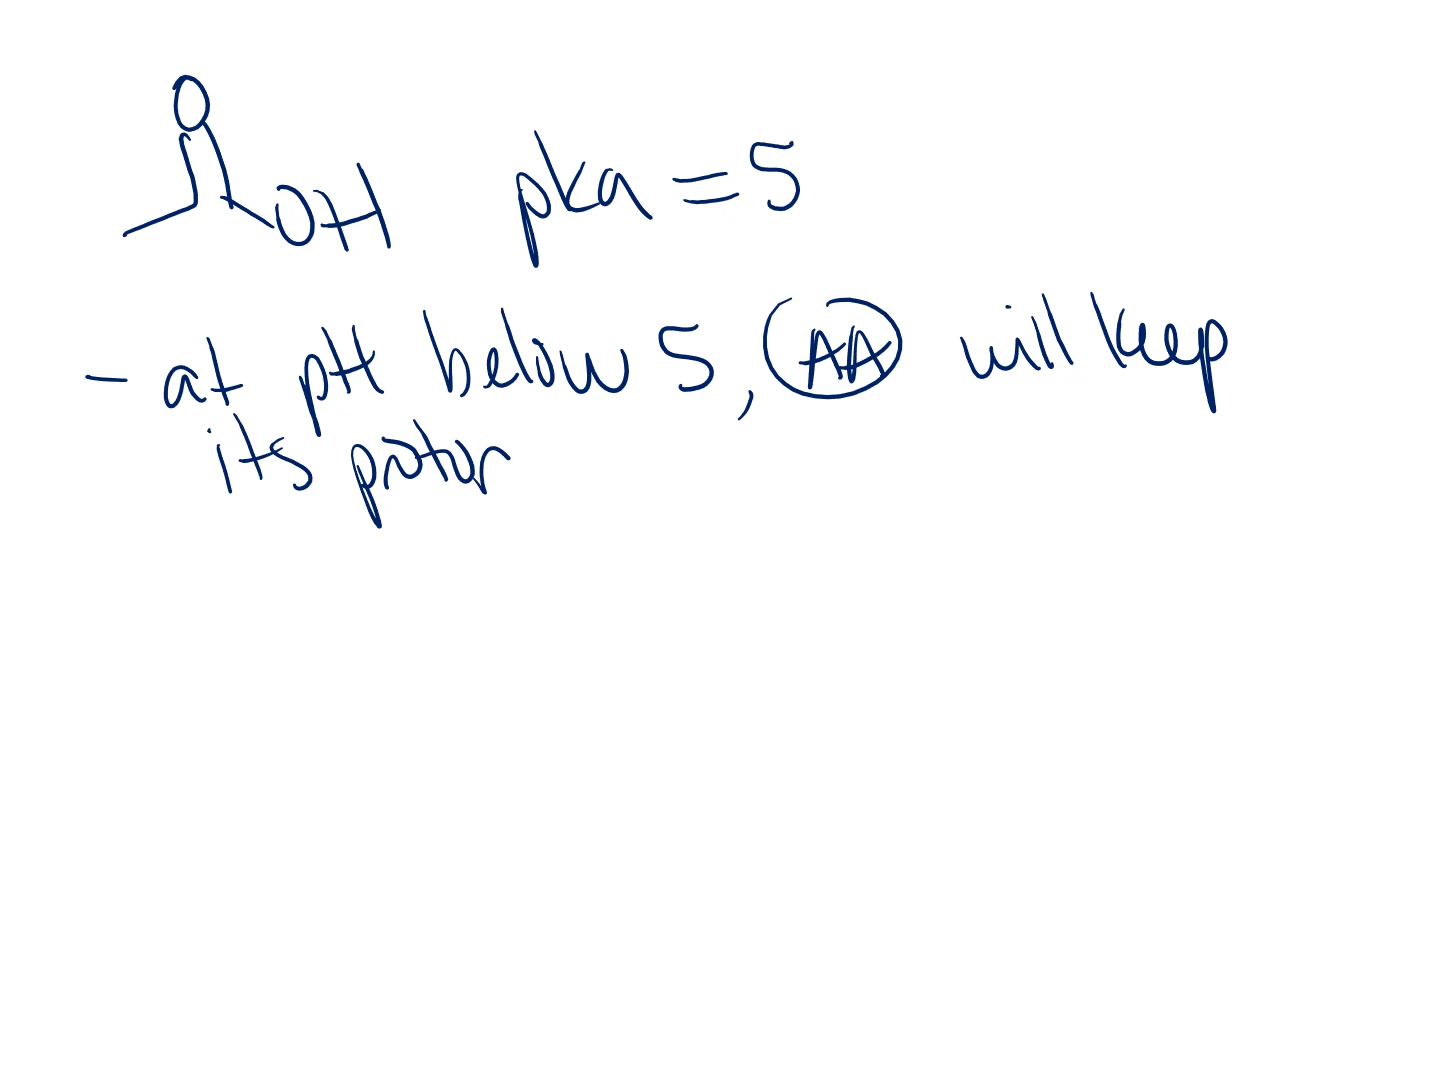 O
OH pka = 5
- at pH below 5, AA will keep
its proton